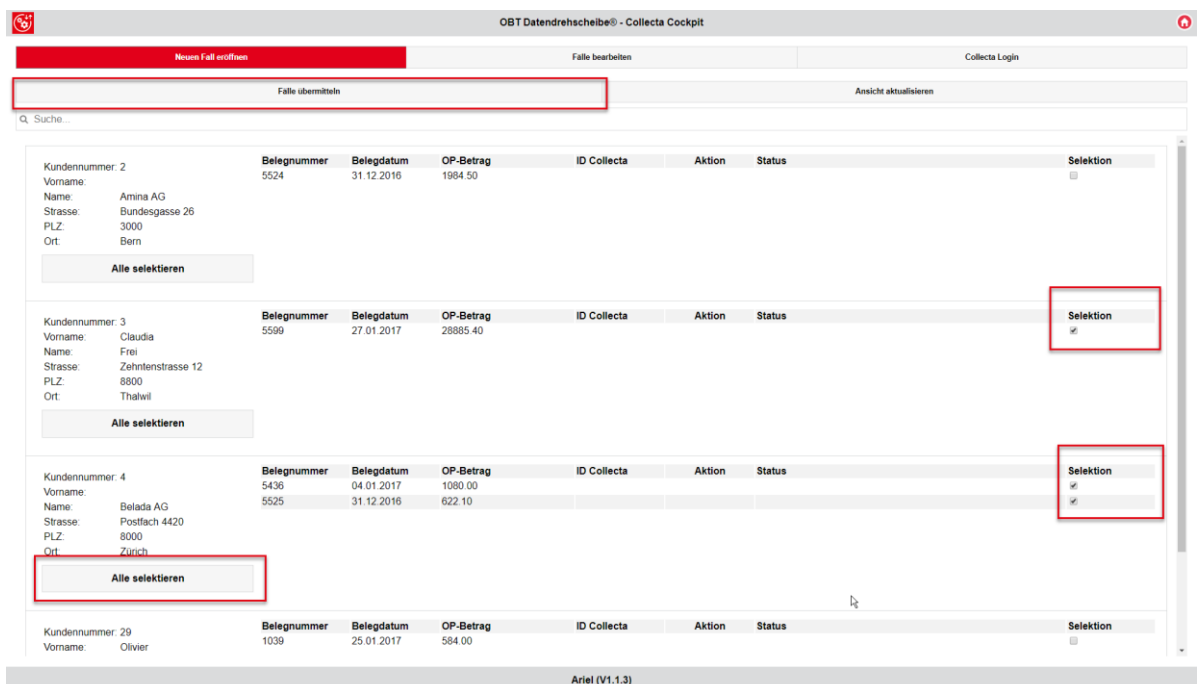 OBT Datendrehscheibe® - Collecta Cockpit
Neuen Fall eröffnen Fälle bearbeiten Collecta Login
Fälle übermitteln Ansicht aktualisieren
Suche...
Kundennummer: 2
Vorname:
Name: Amina AG
Strasse: Bundesgasse 26
PLZ: 3000
Ort: Bern
Alle selektieren
Belegnummer Belegdatum OP-Betrag ID Collecta Aktion Status Selektion
5524 31.12.2016 1984.50
Kundennummer: 3
Vorname: Claudia
Name: Frei
Strasse: Zehntenstrasse 12
PLZ: 8800
Ort: Thalwil
Alle selektieren
Belegnummer Belegdatum OP-Betrag ID Collecta Aktion Status Selektion
5599 27.01.2017 28885.40
Kundennummer: 4
Vorname:
Name: Belada AG
Strasse: Postfach 4420
PLZ: 8000
Ort: Zürich
Alle selektieren
Belegnummer Belegdatum OP-Betrag ID Collecta Aktion Status Selektion
5436 04.01.2017 1080.00
5525 31.12.2016 622.10
Kundennummer: 29
Vorname: Olivier
Belegnummer Belegdatum OP-Betrag ID Collecta Aktion Status Selektion
1039 25.01.2017 584.00
Ariel (V1.1.3)